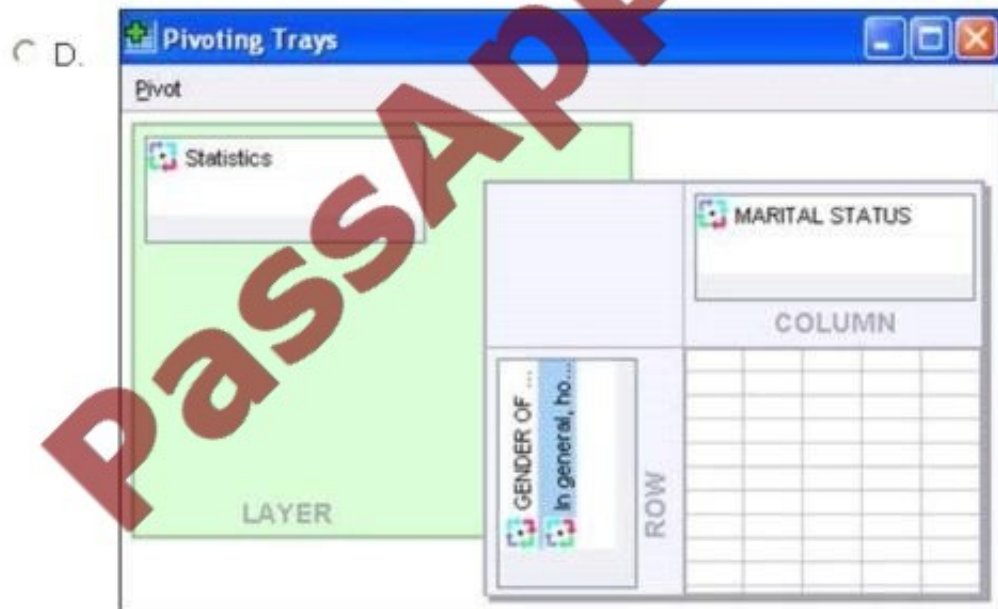 D.
Pivoting Trays
Pivot
Statistics
MARITAL STATUS
COLUMN
GENDER OF ...
In general, ho...
ROW
LAYER
PassApp